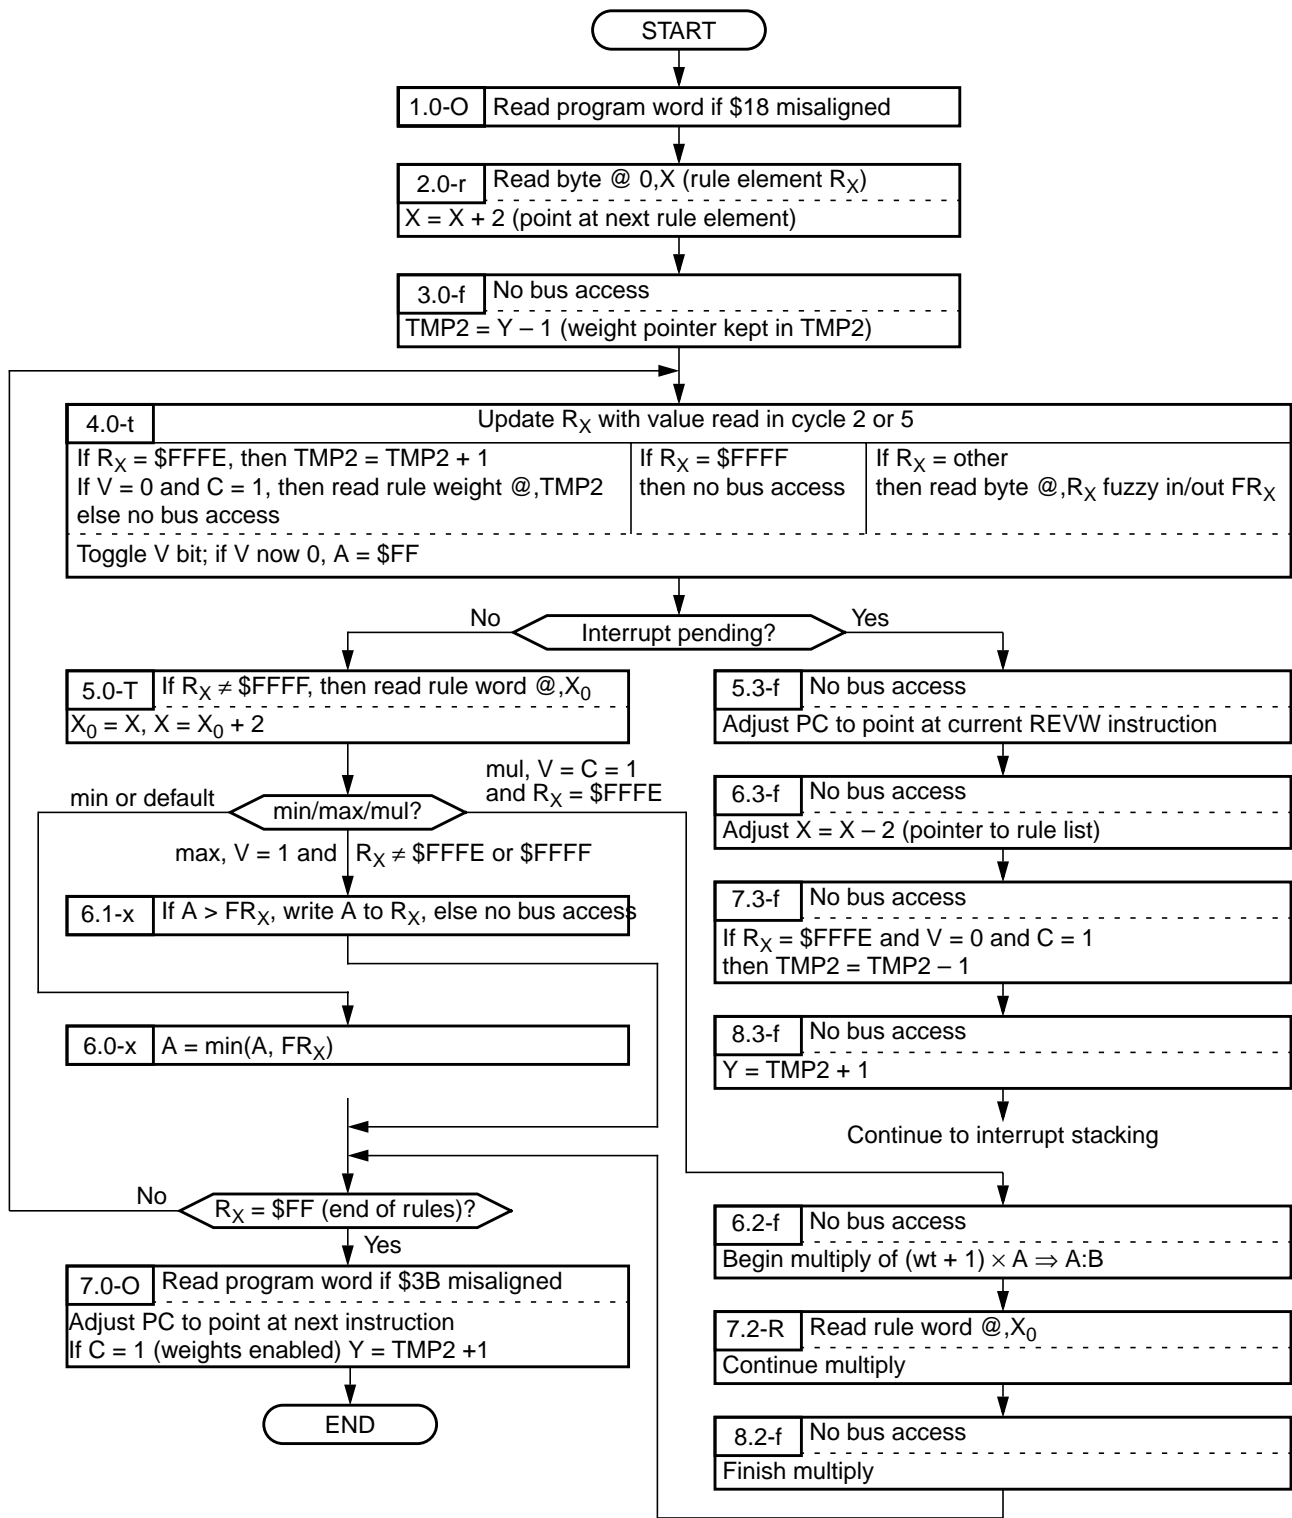 START
1.0-O Read program word if $18 misaligned
2.0-r Read byte @ 0,X (rule element RX)
X = X + 2 (point at next rule element)
3.0-f No bus access
TMP2 = Y – 1 (weight pointer kept in TMP2)
4.0-t Update RX with value read in cycle 2 or 5
If RX = $FFFE, then TMP2 = TMP2 + 1
If V = 0 and C = 1, then read rule weight @,TMP2
else no bus access
If RX = $FFFF
then no bus access
If RX = other
then read byte @,RX fuzzy in/out FRX
Toggle V bit; if V now 0, A = $FF
No
Interrupt pending?
Yes
5.0-T If RX ≠ $FFFF, then read rule word @,X0
X0 = X, X = X0 + 2
min or default
min/max/mul?
mul, V = C = 1
and RX = $FFFE
max, V = 1 and RX ≠ $FFFE or $FFFF
6.1-x If A > FRX, write A to RX, else no bus access
6.0-x A = min(A, FRX)
No
RX = $FF (end of rules)?
Yes
7.0-O Read program word if $3B misaligned
Adjust PC to point at next instruction
If C = 1 (weights enabled) Y = TMP2 +1
END
5.3-f No bus access
Adjust PC to point at current REVW instruction
6.3-f No bus access
Adjust X = X – 2 (pointer to rule list)
7.3-f No bus access
If RX = $FFFE and V = 0 and C = 1
then TMP2 = TMP2 – 1
8.3-f No bus access
Y = TMP2 + 1
Continue to interrupt stacking
6.2-f No bus access
Begin multiply of (wt + 1) × A ⇒ A:B
7.2-R Read rule word @,X0
Continue multiply
8.2-f No bus access
Finish multiply